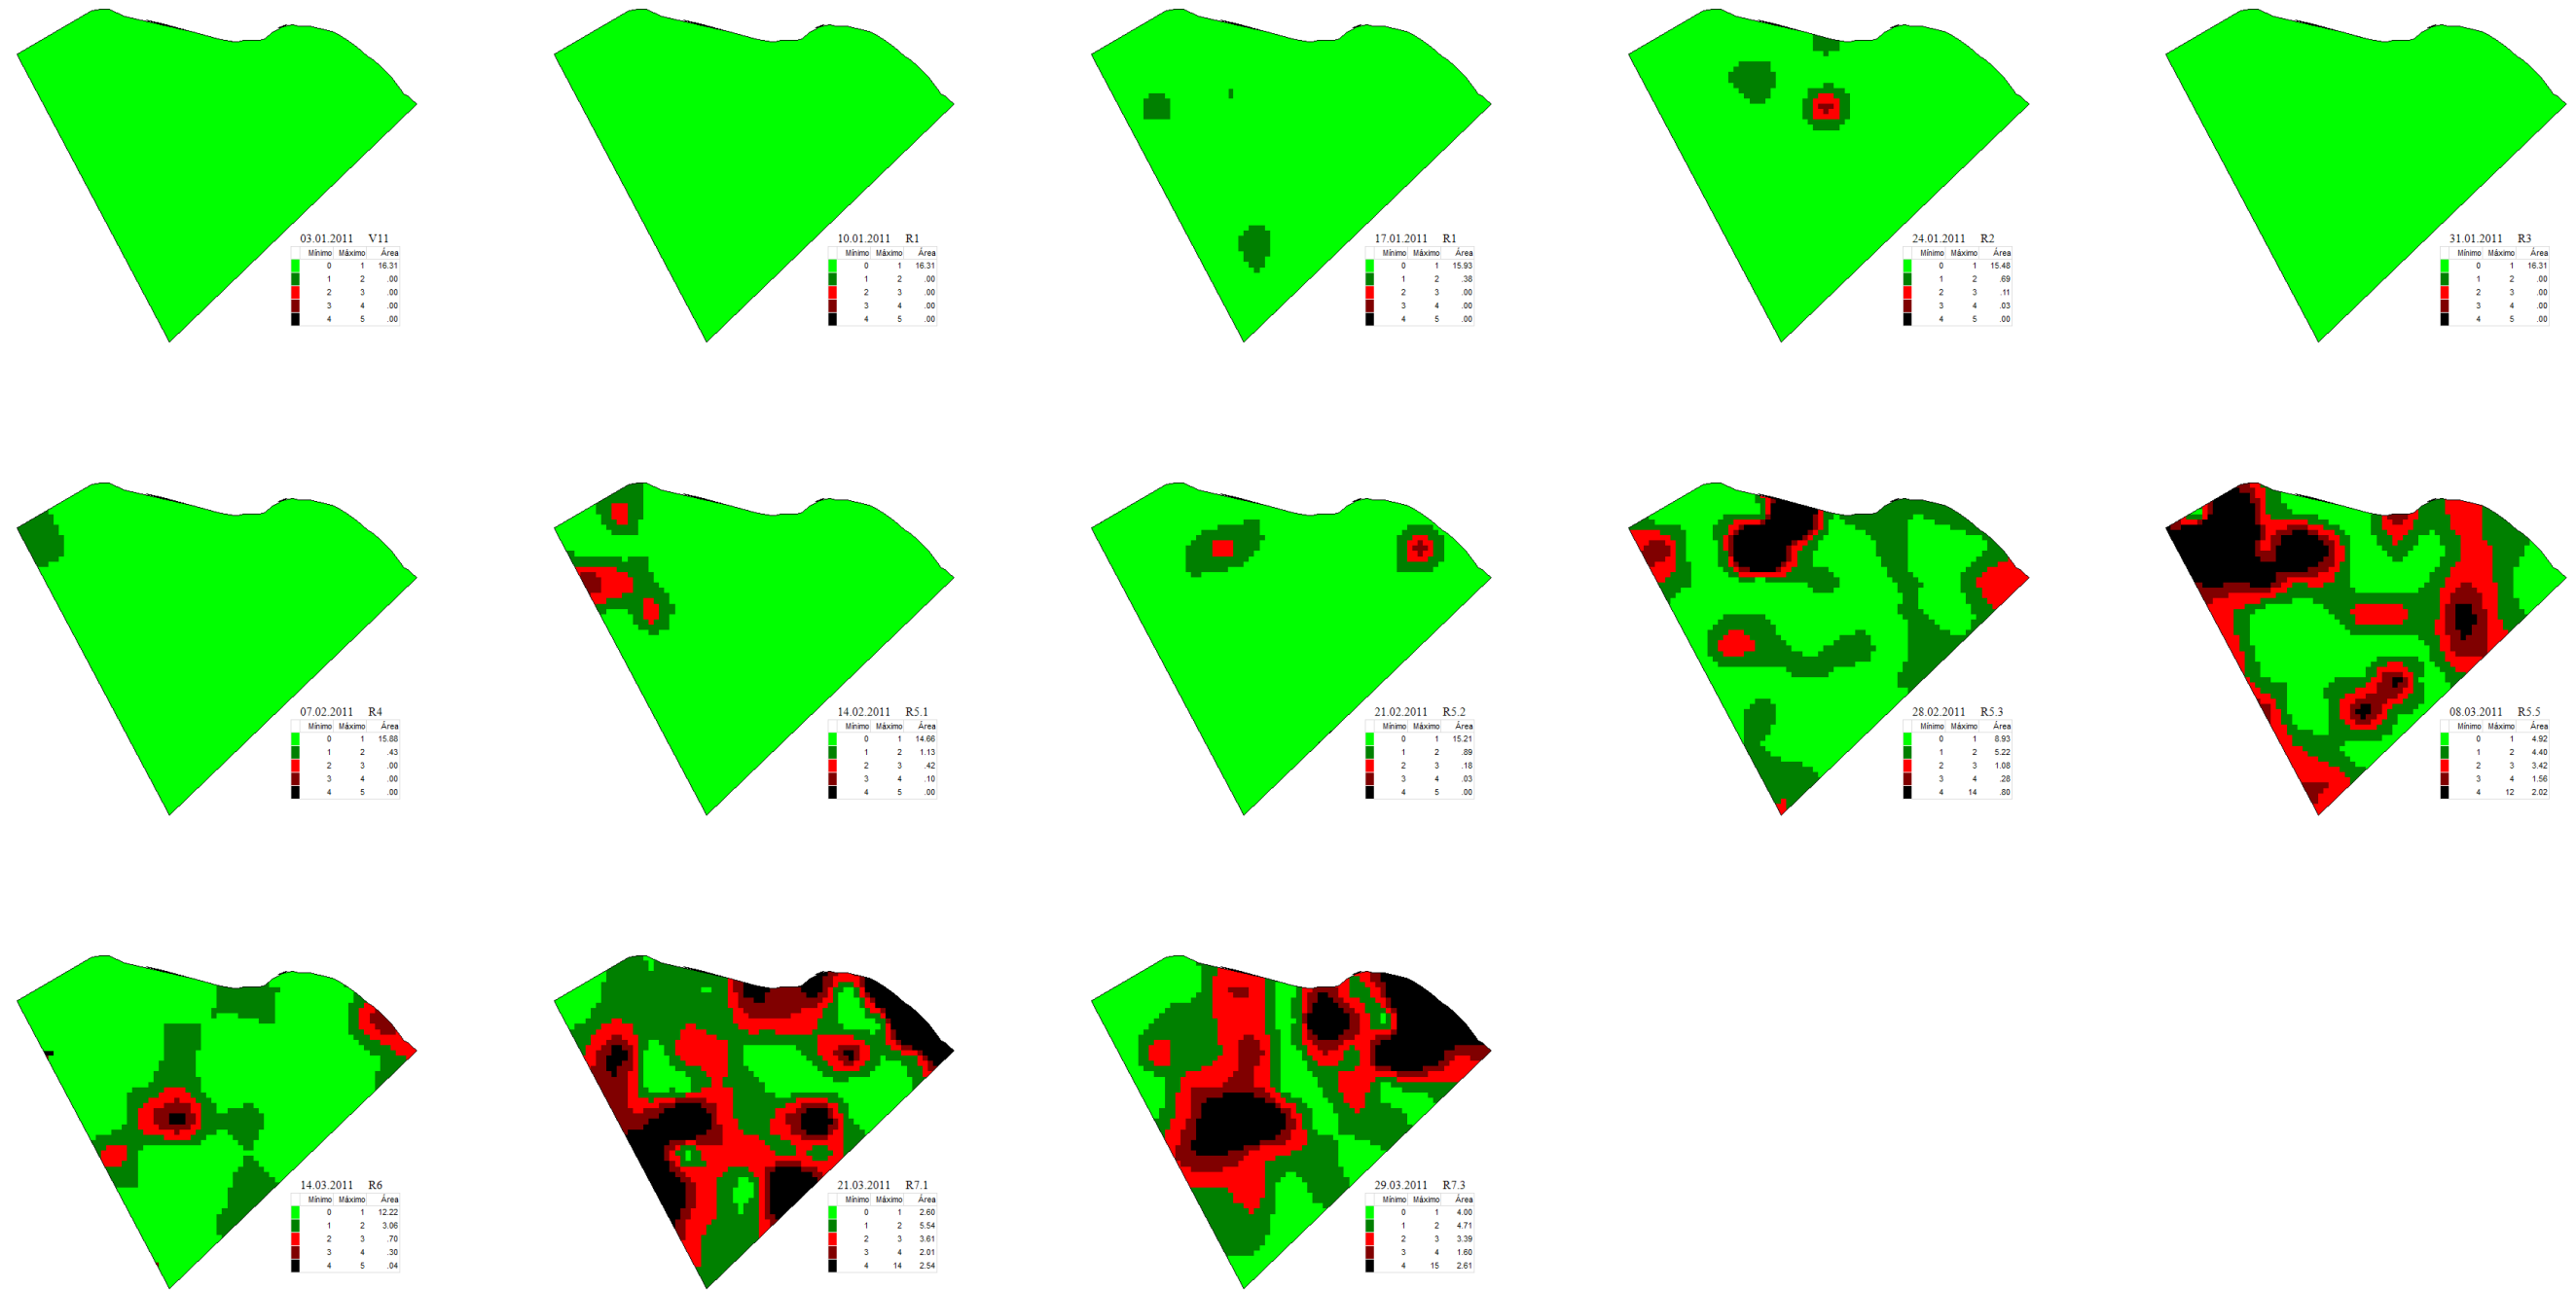 03.01.2011 V11
Mínimo Máximo Área
0 1 16.31
1 2 .00
2 3 .00
3 4 .00
4 5 .00
10.01.2011 R1
Mínimo Máximo Área
0 1 16.31
1 2 .00
2 3 .00
3 4 .00
4 5 .00
17.01.2011 R1
Mínimo Máximo Área
0 1 15.93
1 2 .38
2 3 .00
3 4 .00
4 5 .00
24.01.2011 R2
Mínimo Máximo Área
0 1 15.48
1 2 .69
2 3 .11
3 4 .03
4 5 .00
31.01.2011 R3
Mínimo Máximo Área
0 1 16.31
1 2 .00
2 3 .00
3 4 .00
4 5 .00
07.02.2011 R4
Mínimo Máximo Área
0 1 15.88
1 2 .43
2 3 .00
3 4 .00
4 5 .00
14.02.2011 R5.1
Mínimo Máximo Área
0 1 14.66
1 2 1.13
2 3 .42
3 4 .10
4 5 .00
21.02.2011 R5.2
Mínimo Máximo Área
0 1 15.21
1 2 .89
2 3 .18
3 4 .03
4 5 .00
28.02.2011 R5.3
Mínimo Máximo Área
0 1 8.93
1 2 5.22
2 3 1.08
3 4 .28
4 14 .80
08.03.2011 R5.5
Mínimo Máximo Área
0 1 4.92
1 2 4.40
2 3 3.42
3 4 1.56
4 12 2.02
14.03.2011 R6
Mínimo Máximo Área
0 1 12.22
1 2 3.06
2 3 .70
3 4 .30
4 5 .04
21.03.2011 R7.1
Mínimo Máximo Área
0 1 2.60
1 2 5.54
2 3 3.61
3 4 2.01
4 14 2.54
29.03.2011 R7.3
Mínimo Máximo Área
0 1 4.00
1 2 4.71
2 3 3.39
3 4 1.60
4 15 2.61